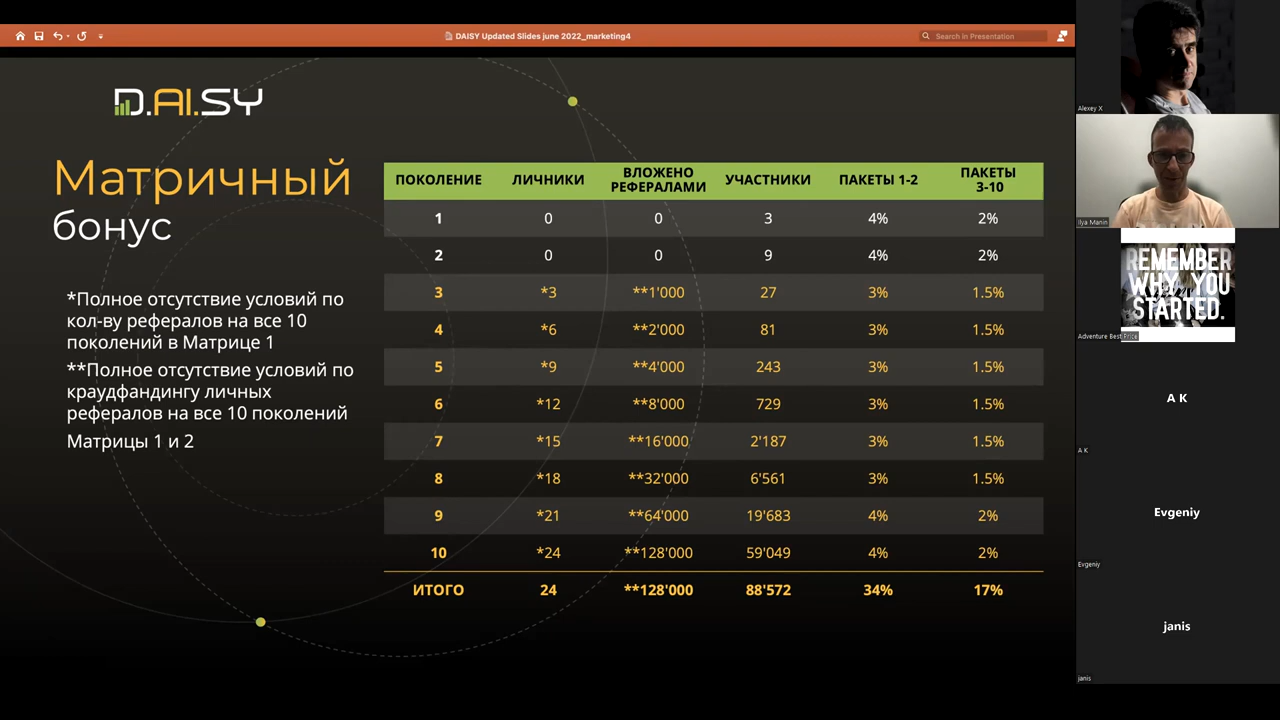 DAISY Updated Slides june 2022_marketing4
Search in Presentation
D.AI.SY
Матричный
бонус
*Полное отсутствие условий по
кол-ву рефералов на все 10
поколений в Матрице 1
**Полное отсутствие условий по
краудфандингу личных
рефералов на все 10 поколений
Матрицы 1 и 2
ПОКОЛЕНИЕ ЛИЧНИКИ ВЛОЖЕНО РЕФЕРАЛАМИ УЧАСТНИКИ ПАКЕТЫ 1-2 ПАКЕТЫ 3-10
1 0 0 3 4% 2%
2 0 0 9 4% 2%
3 *3 **1'000 27 3% 1.5%
4 *6 **2'000 81 3% 1.5%
5 *9 **4'000 243 3% 1.5%
6 *12 **8'000 729 3% 1.5%
7 *15 **16'000 2'187 3% 1.5%
8 *18 **32'000 6'561 3% 1.5%
9 *21 **64'000 19'683 4% 2%
10 *24 **128'000 59'049 4% 2%
ИТОГО 24 **128'000 88'572 34% 17%
Alexey X
Ilya Manin
REMEMBER
WHY YOU
STARTED.
Adventure Best Price
A K
A K
Evgeniy
Evgeniy
janis
janis